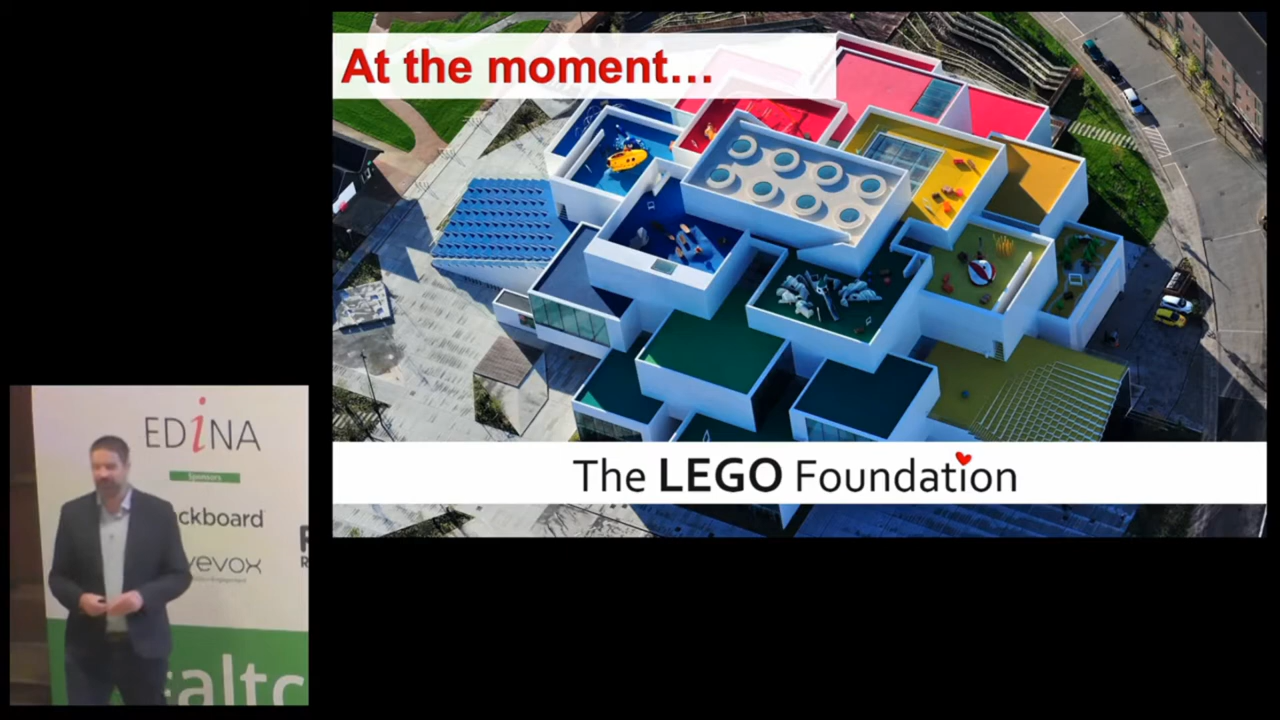 At the moment...
The LEGO Foundation
EDiNA
Sponsors
ckboard
vevox
altc